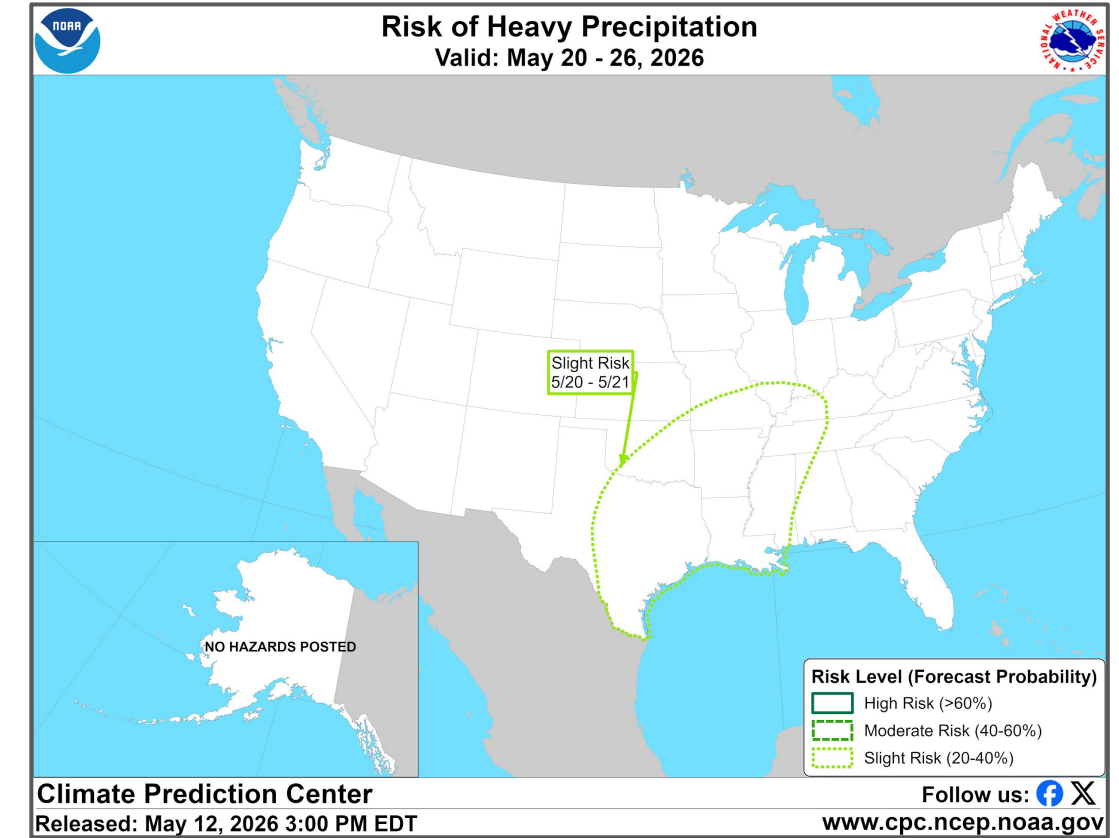 NOAA
Risk of Heavy Precipitation
Valid: May 20 - 26, 2026
NATIONAL WEATHER SERVICE
Slight Risk
5/20 - 5/21
NO HAZARDS POSTED
Risk Level (Forecast Probability)
High Risk (>60%)
Moderate Risk (40-60%)
Slight Risk (20-40%)
Climate Prediction Center
Follow us:
Released: May 12, 2026 3:00 PM EDT
www.cpc.ncep.noaa.gov